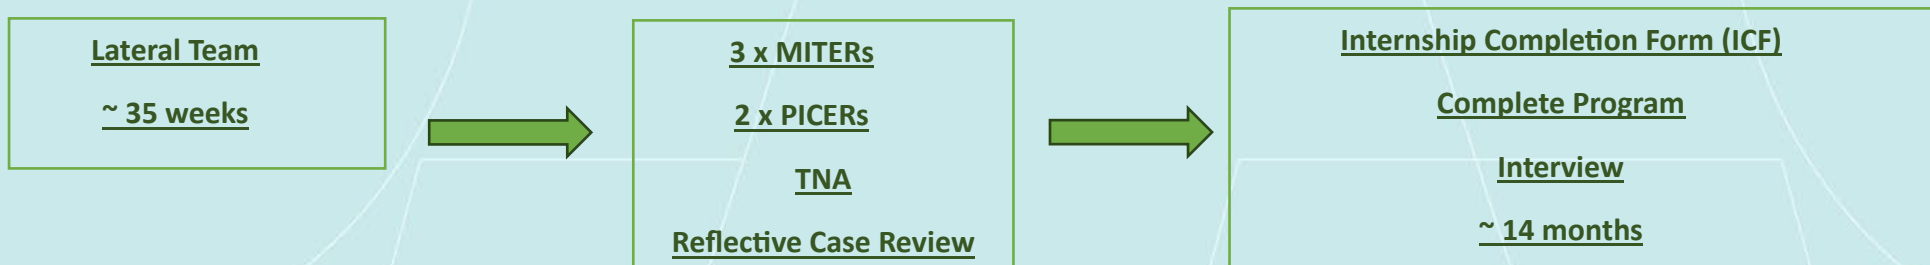 Lateral Team
~ 35 weeks
3 x MITERs
2 x PICERs
TNA
Reflective Case Review
Internship Completion Form (ICF)
Complete Program
Interview
~ 14 months